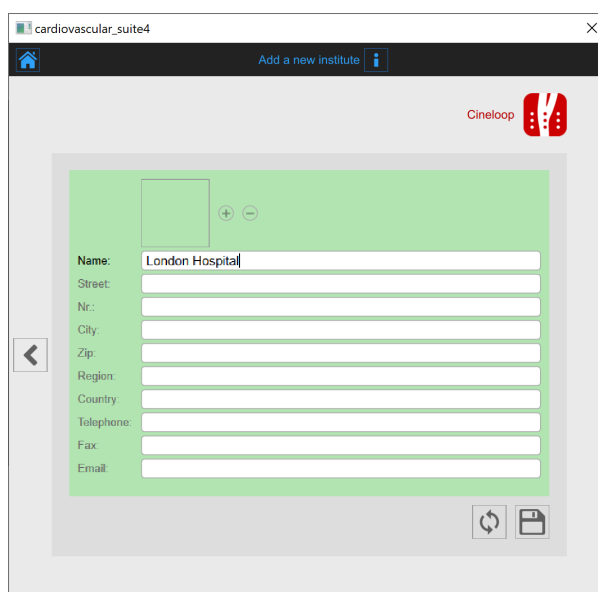 cardiovascular_suite4
Add a new institute
Cineloop
Name: London Hospital
Street:
Nr.:
City:
Zip:
Region:
Country:
Telephone:
Fax:
Email: